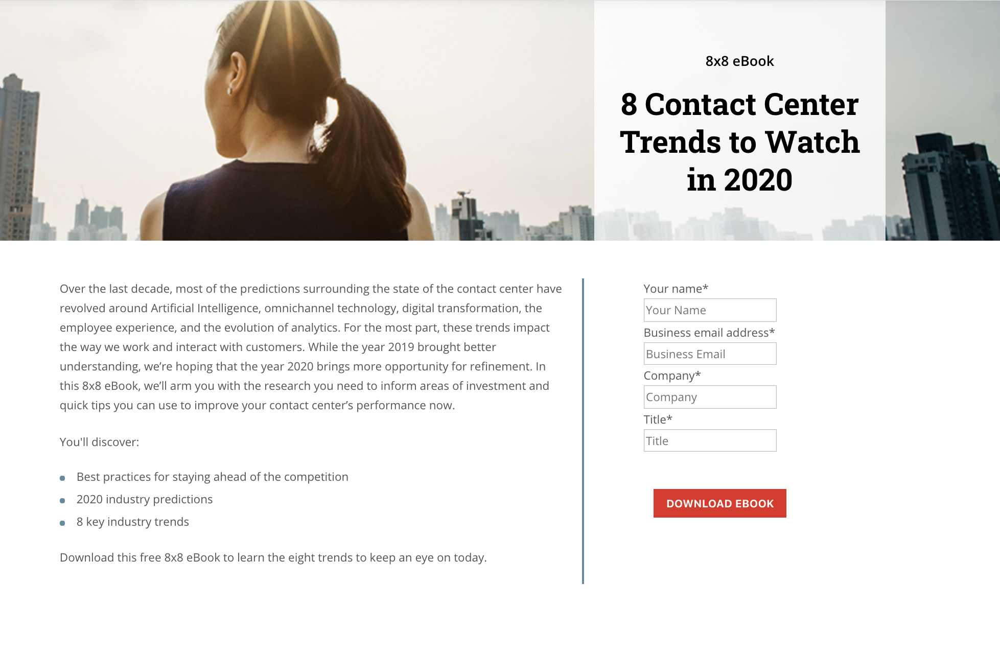 8x8 eBook
8 Contact Center
Trends to Watch
in 2020
Over the last decade, most of the predictions surrounding the state of the contact center have
revolved around Artificial Intelligence, omnichannel technology, digital transformation, the
employee experience, and the evolution of analytics. For the most part, these trends impact
the way we work and interact with customers. While the year 2019 brought better
understanding, we’re hoping that the year 2020 brings more opportunity for refinement. In
this 8x8 eBook, we’ll arm you with the research you need to inform areas of investment and
quick tips you can use to improve your contact center’s performance now.
You'll discover:
Best practices for staying ahead of the competition
2020 industry predictions
8 key industry trends
Download this free 8x8 eBook to learn the eight trends to keep an eye on today.
Your name*
Your Name
Business email address*
Business Email
Company*
Company
Title*
Title
DOWNLOAD EBOOK